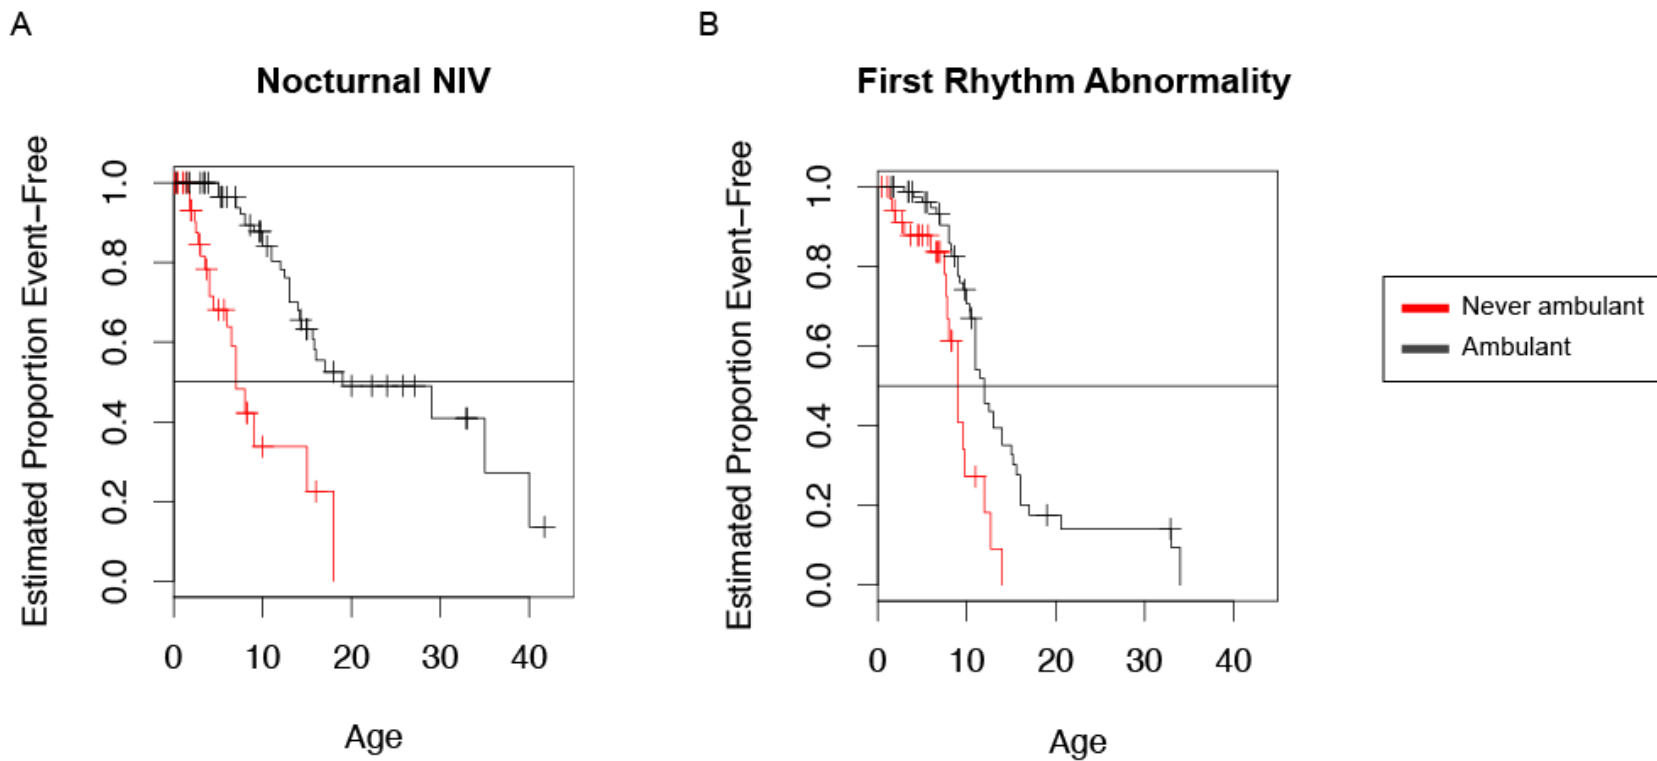 A
B
Nocturnal NIV
First Rhythm Abnormality
Estimated Proportion Event-Free
1.0
0.8
0.6
0.4
0.2
0.0
0 10 20 30 40
Age
Estimated Proportion Event-Free
1.0
0.8
0.6
0.4
0.2
0.0
0 10 20 30 40
Age
Never ambulant
Ambulant